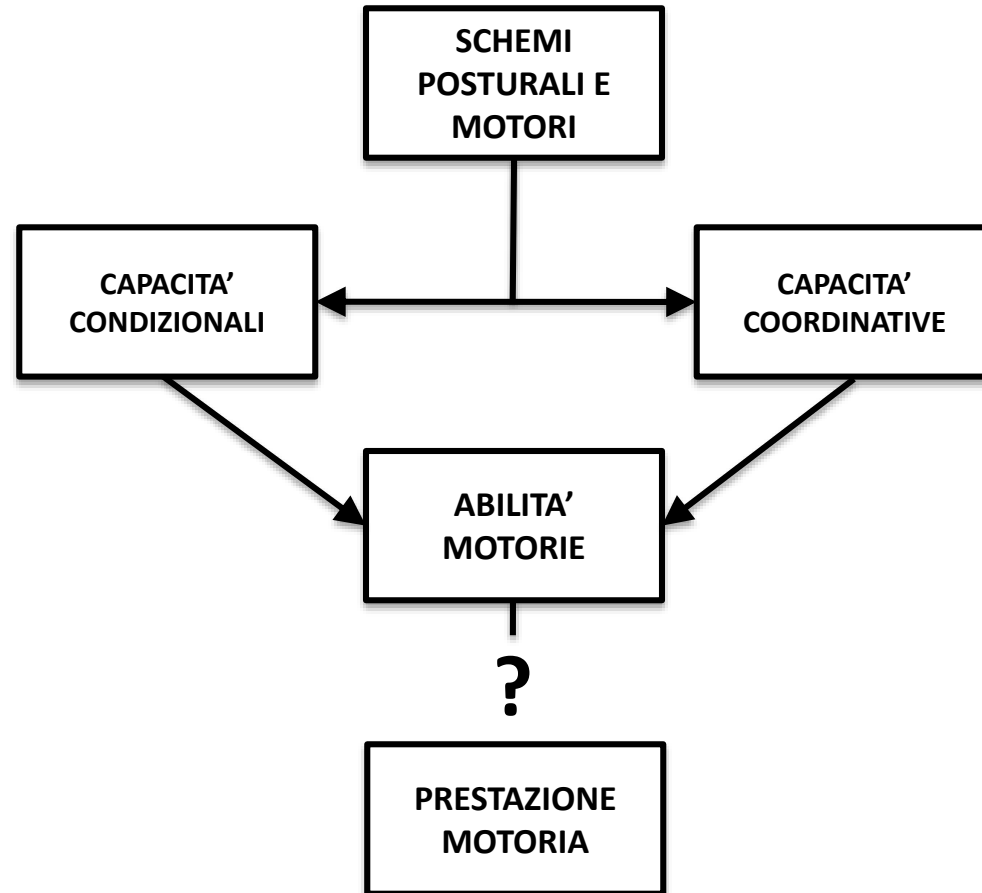 SCHEMI
POSTURALI E
MOTORI
CAPACITA’
CONDIZIONALI
CAPACITA’
COORDINATIVE
ABILITA’
MOTORIE
?
PRESTAZIONE
MOTORIA